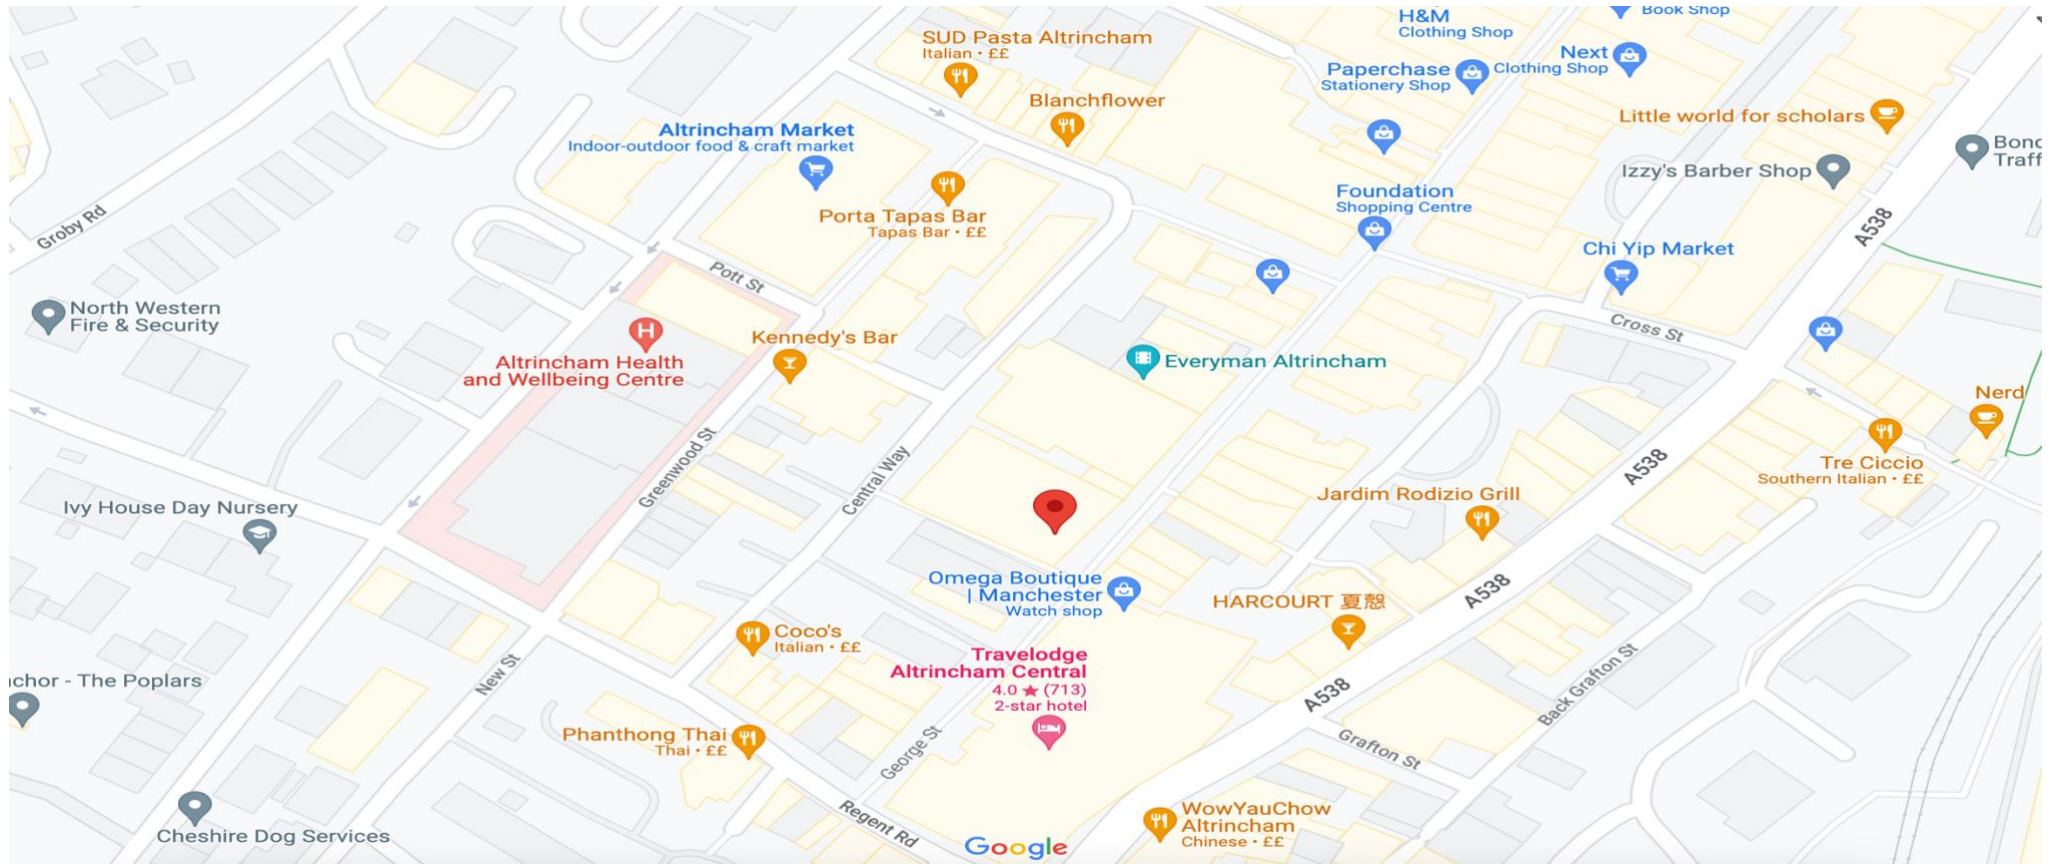 H&M
Clothing Shop
Book Shop
SUD Pasta Altrincham
Italian • ££
Next
Clothing Shop
Paperchase
Stationery Shop
Blanchflower
Little world for scholars
Altrincham Market
Indoor-outdoor food & craft market
Izzy's Barber Shop
Foundation
Shopping Centre
Porta Tapas Bar
Tapas Bar • ££
A538
Groby Rd
Chi Yip Market
Pott St
North Western
Fire & Security
Cross St
Kennedy's Bar
Everyman Altrincham
Altrincham Health
and Wellbeing Centre
Greenwood St
Central Way
A538
Tre Ciccio
Southern Italian • ££
Jardim Rodizio Grill
Ivy House Day Nursery
Omega Boutique
| Manchester
Watch shop
A538
HARCOURT 夏慤
Coco's
Italian • ££
Travelodge
Altrincham Central
4.0 ★ (713)
2-star hotel
New St
Back Grafton St
A538
The Poplars
Phanthong Thai
Thai • ££
George St
Grafton St
WowYauChow
Altrincham
Chinese • ££
Regent Rd
Cheshire Dog Services
Google